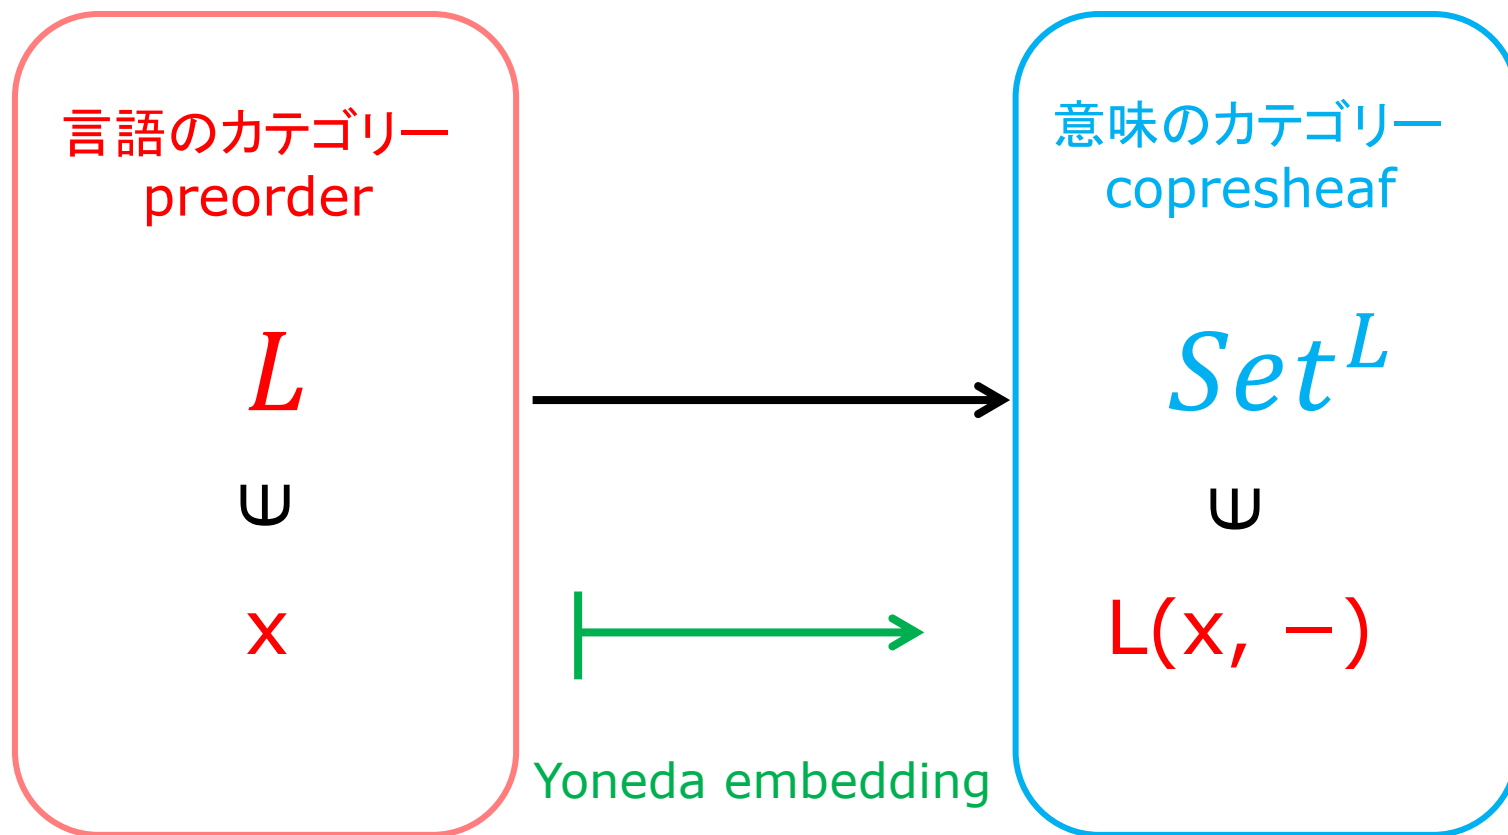 言語のカテゴリー
preorder
L
∈
x
Yoneda embedding
意味のカテゴリー
copresheaf
Set^L
∈
L(x, −)